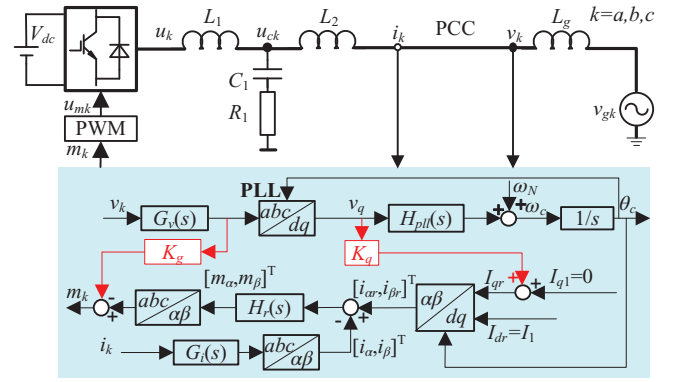 V_dc
u_k
L_1
u_ck
L_2
i_k
PCC
v_k
L_g
k=a,b,c
C_1
R_1
u_mk
PWM
m_k
v_gk
PLL
ω_N
v_k
G_v(s)
abc
dq
v_q
H_pll(s)
ω_c
1/s
θ_c
K_g
K_q
[m_α,m_β]^T
[i_αr,i_βr]^T
I_qr
I_q1=0
m_k
abc
αβ
H_r(s)
αβ
dq
I_dr=I_1
i_k
G_i(s)
abc
αβ
[i_α,i_β]^T